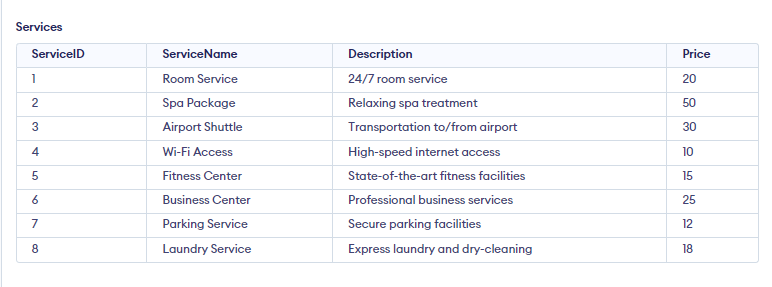 Services
ServiceID ServiceName Description Price
1 Room Service 24/7 room service 20
2 Spa Package Relaxing spa treatment 50
3 Airport Shuttle Transportation to/from airport 30
4 Wi-Fi Access High-speed internet access 10
5 Fitness Center State-of-the-art fitness facilities 15
6 Business Center Professional business services 25
7 Parking Service Secure parking facilities 12
8 Laundry Service Express laundry and dry-cleaning 18